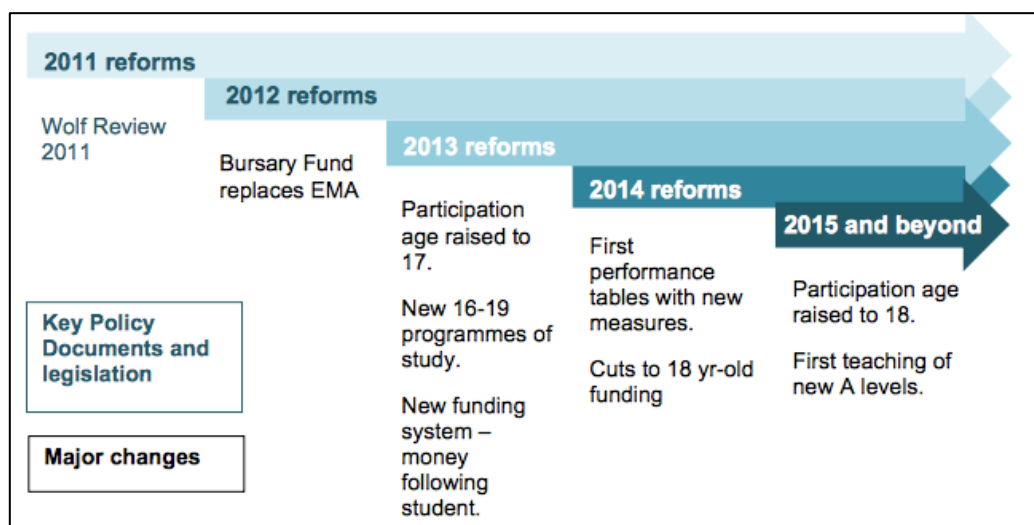 2011 reforms
Wolf Review
2011
2012 reforms
Bursary Fund
replaces EMA
2013 reforms
Participation
age raised to
17.
New 16-19
programmes of
study.
New funding
system –
money
following
student.
2014 reforms
First
performance
tables with new
measures.
Cuts to 18 yr-old
funding
2015 and beyond
Participation age
raised to 18.
First teaching of
new A levels.
Key Policy
Documents and
legislation
Major changes